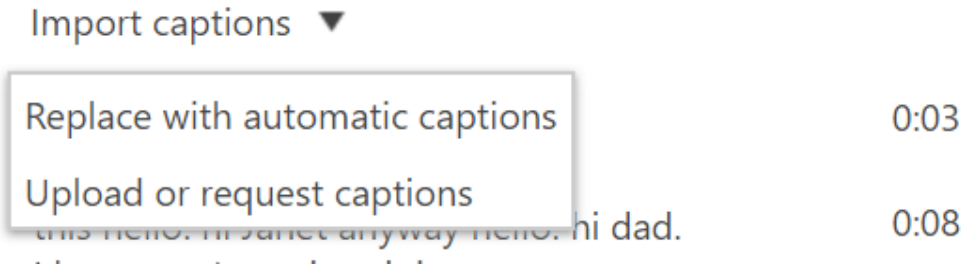 Import captions ▼
Replace with automatic captions
0:03
Upload or request captions
this hello. hi Janet anyway hello. hi dad.
0:08